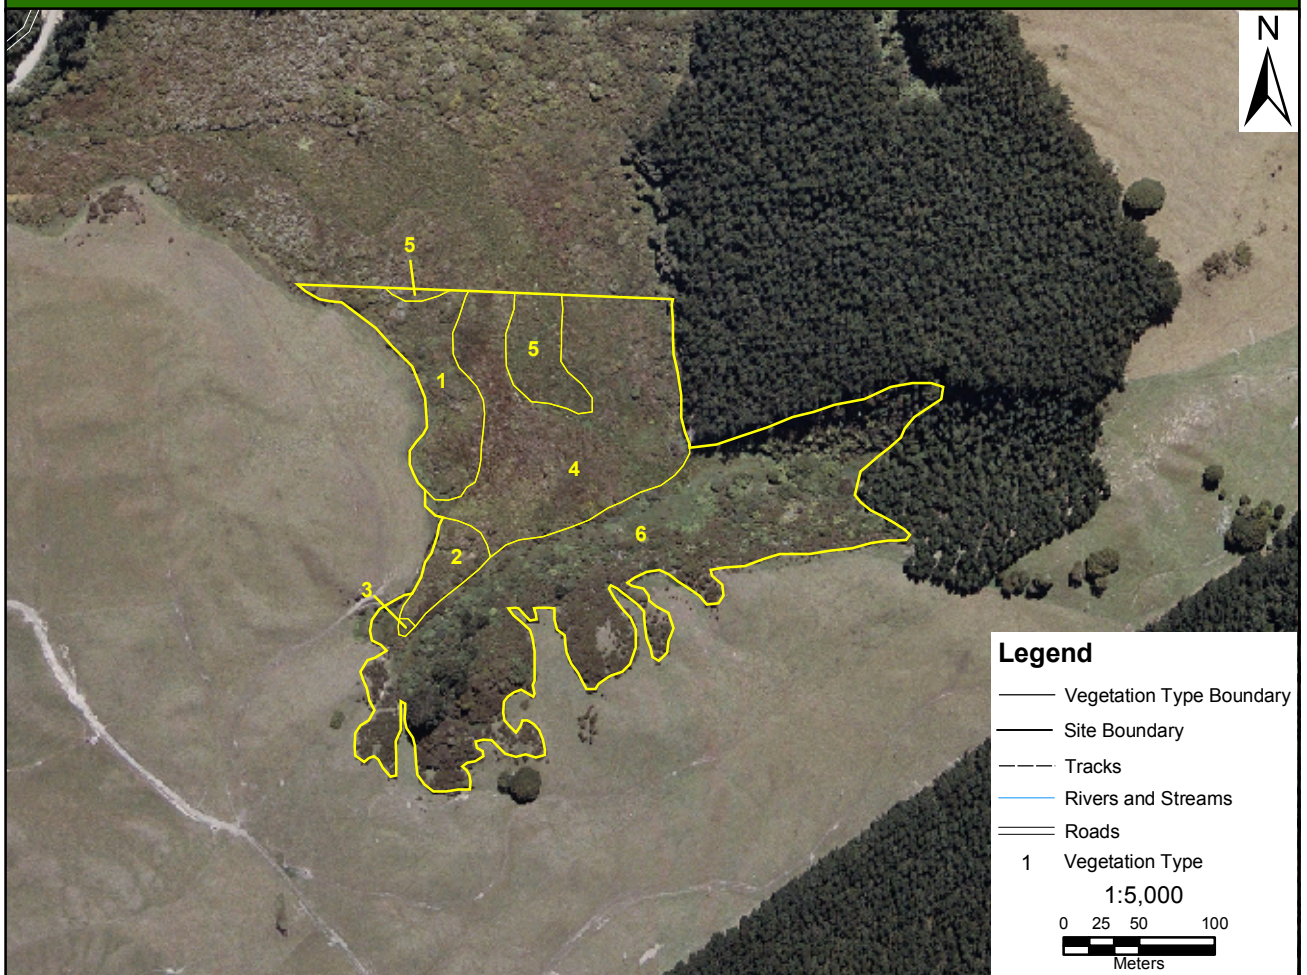 N
5
5
1
4
6
2
3
Legend
Vegetation Type Boundary
Site Boundary
Tracks
Rivers and Streams
Roads
1 Vegetation Type
1:5,000
0 25 50 100
Meters